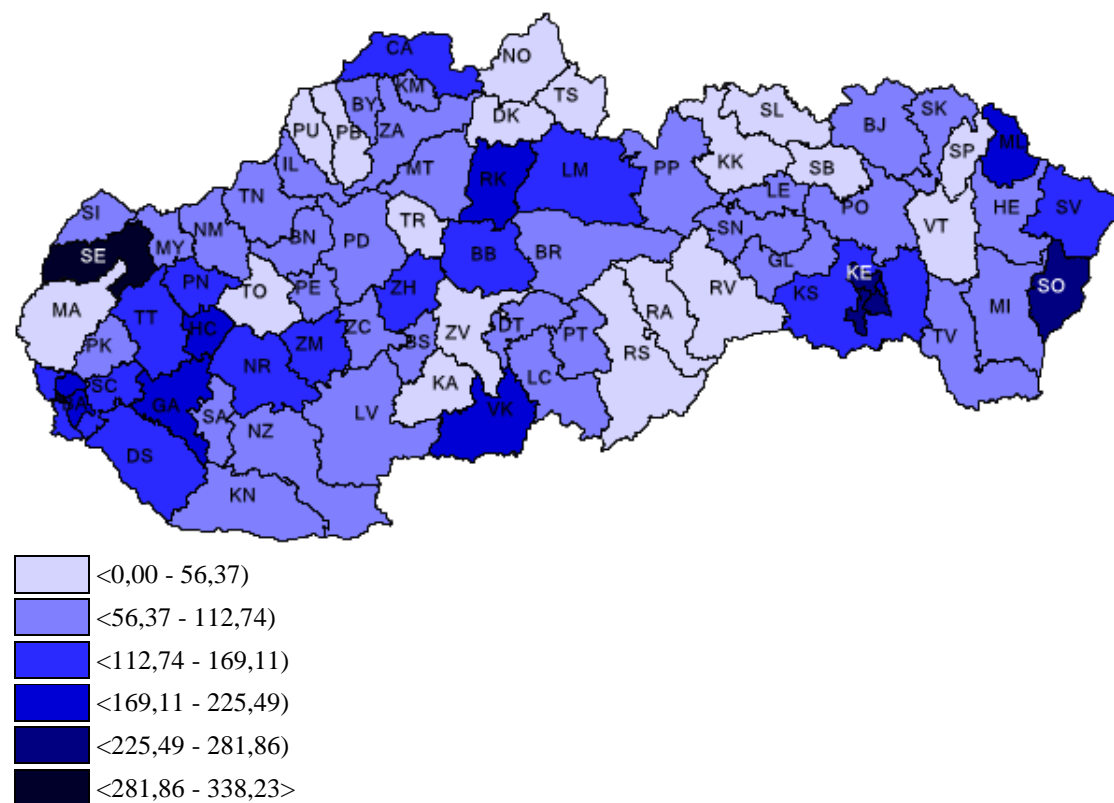 CA
NO
KM
TS
BY
DK
PU
PB
ZA
SL
SK
BJ
SP
ML
IL
MT
RK
LM
PP
KK
SB
TN
LE
PO
HE
SV
SI
TR
NM
SN
VT
MY
BN
PD
BB
BR
SE
GL
KE
SO
PN
TO
PE
ZH
KS
RV
MA
TT
HC
ZC
BS
ZV
DT
PT
RA
MI
TV
PK
NR
ZM
RS
SC
KA
LC
BA
GA
SA
NZ
LV
VK
DS
KN
<0,00 - 56,37)
<56,37 - 112,74)
<112,74 - 169,11)
<169,11 - 225,49)
<225,49 - 281,86)
<281,86 - 338,23>